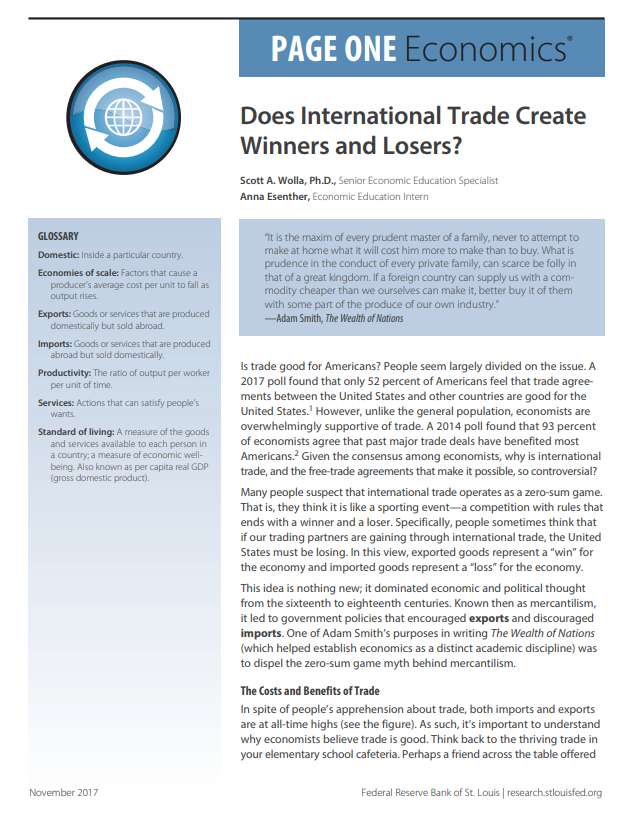 PAGE ONE Economics®
Does International Trade Create
Winners and Losers?
Scott A. Wolla, Ph.D., Senior Economic Education Specialist
Anna Esenther, Economic Education Intern
GLOSSARY
Domestic: Inside a particular country.
Economies of scale: Factors that cause a
producer's average cost per unit to fall as
output rises.
Exports: Goods or services that are produced
domestically but sold abroad.
Imports: Goods or services that are produced
abroad but sold domestically.
Productivity: The ratio of output per worker
per unit of time.
Services: Actions that can satisfy people's
wants.
Standard of living: A measure of the goods
and services available to each person in
a country; a measure of economic well-
being. Also known as per capita real GDP
(gross domestic product).
"It is the maxim of every prudent master of a family, never to attempt to
make at home what it will cost him more to make than to buy. What is
prudence in the conduct of every private family, can scarce be folly in
that of a great kingdom. If a foreign country can supply us with a com-
modity cheaper than we ourselves can make it, better buy it of them
with some part of the produce of our own industry."
—Adam Smith, The Wealth of Nations
Is trade good for Americans? People seem largely divided on the issue. A
2017 poll found that only 52 percent of Americans feel that trade agree-
ments between the United States and other countries are good for the
United States.1 However, unlike the general population, economists are
overwhelmingly supportive of trade. A 2014 poll found that 93 percent
of economists agree that past major trade deals have benefited most
Americans.2 Given the consensus among economists, why is international
trade, and the free-trade agreements that make it possible, so controversial?
Many people suspect that international trade operates as a zero-sum game.
That is, they think it is like a sporting event—a competition with rules that
ends with a winner and a loser. Specifically, people sometimes think that
if our trading partners are gaining through international trade, the United
States must be losing. In this view, exported goods represent a "win" for
the economy and imported goods represent a "loss" for the economy.
This idea is nothing new; it dominated economic and political thought
from the sixteenth to eighteenth centuries. Known then as mercantilism,
it led to government policies that encouraged exports and discouraged
imports. One of Adam Smith's purposes in writing The Wealth of Nations
(which helped establish economics as a distinct academic discipline) was
to dispel the zero-sum game myth behind mercantilism.
The Costs and Benefits of Trade
In spite of people's apprehension about trade, both imports and exports
are at all-time highs (see the figure). As such, it's important to understand
why economists believe trade is good. Think back to the thriving trade in
your elementary school cafeteria. Perhaps a friend across the table offered
November 2017
Federal Reserve Bank of St. Louis | research.stlouisfed.org